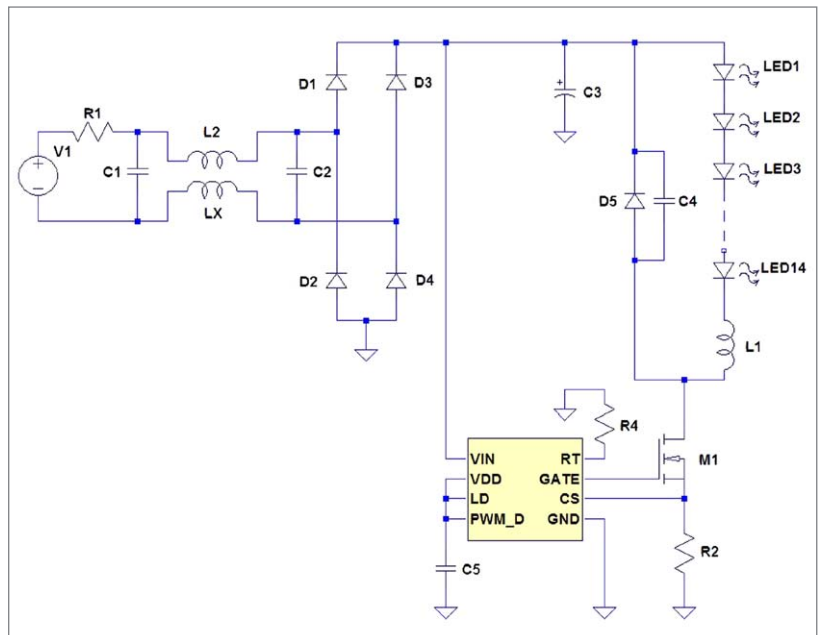 D1
D3
LED1
R1
C3
LED2
V1
L2
C1
C2
LED3
LX
D5
C4
D2
D4
LED14
L1
R4
VIN
RT
M1
VDD
GATE
LD
CS
PWM_D
GND
R2
C5